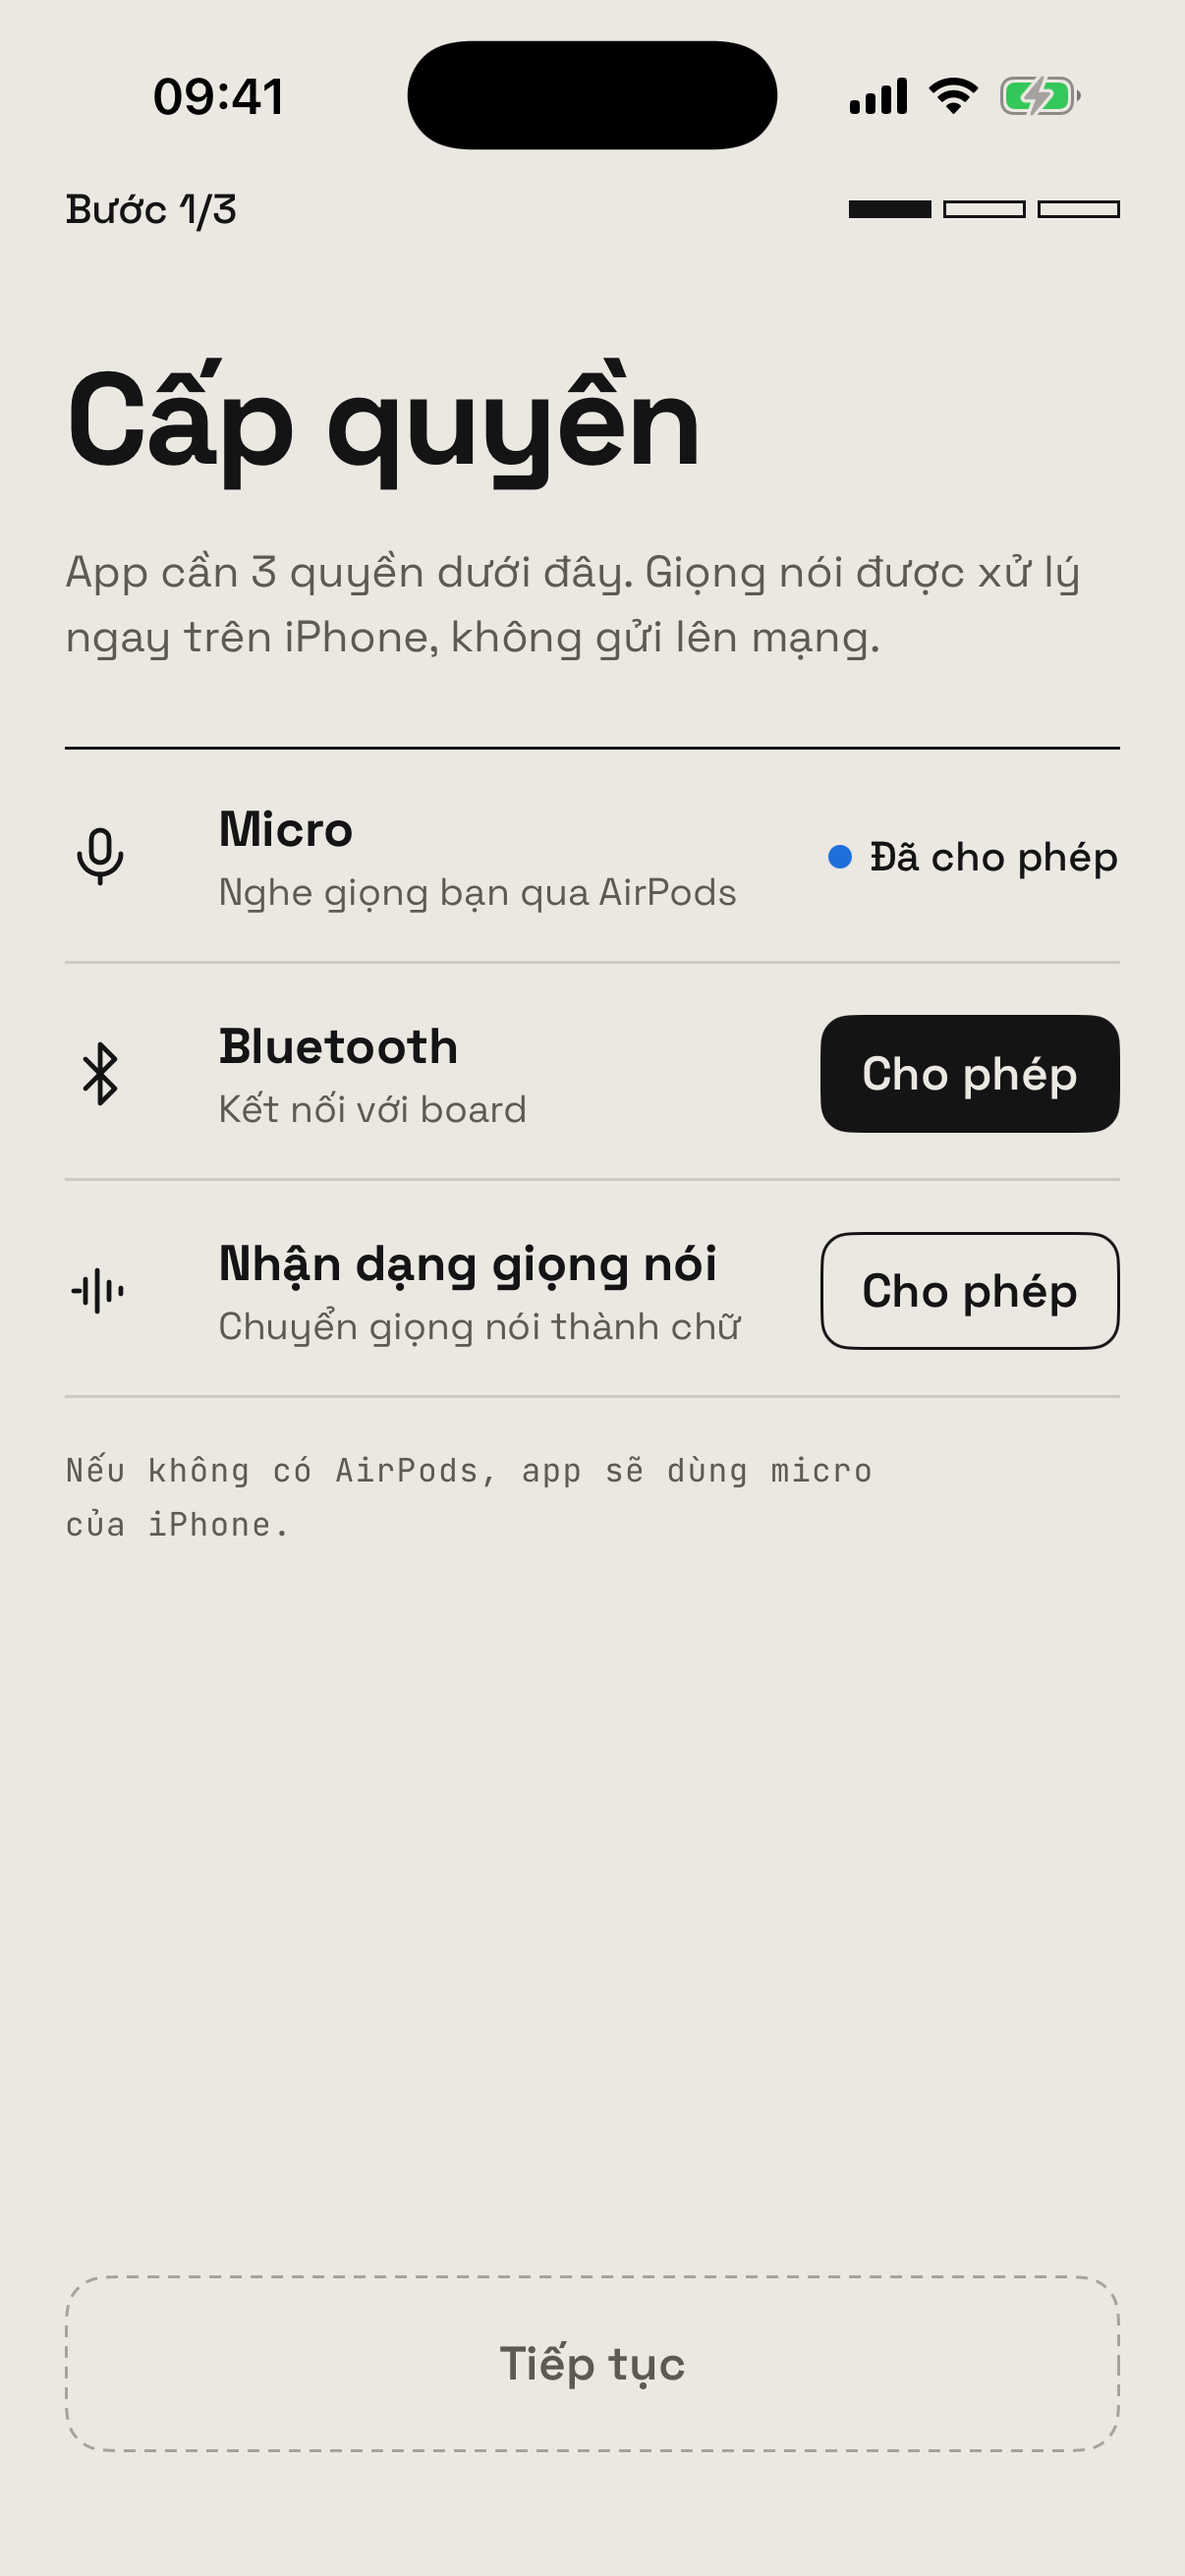 09:41
Bước 1/3
Cấp quyền
App cần 3 quyền dưới đây. Giọng nói được xử lý
ngay trên iPhone, không gửi lên mạng.
Micro
Nghe giọng bạn qua AirPods
Đã cho phép
Bluetooth
Kết nối với board
Cho phép
Nhận dạng giọng nói
Chuyển giọng nói thành chữ
Cho phép
Nếu không có AirPods, app sẽ dùng micro
của iPhone.
Tiếp tục